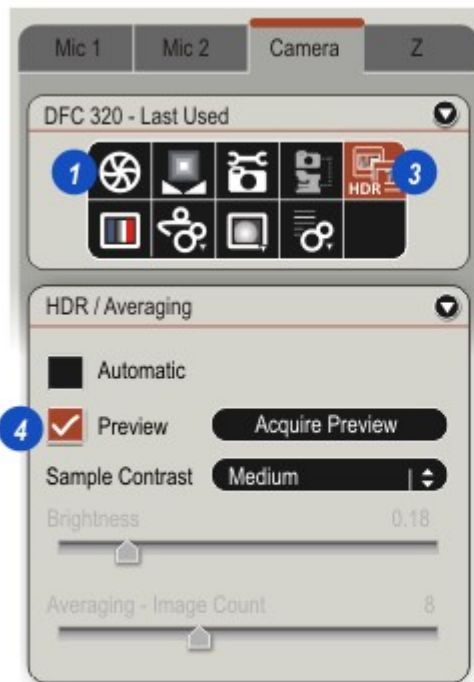 Mic 1 Mic 2 Camera Z
DFC 320 - Last Used
1 HDR 3
HDR / Averaging
Automatic
4 Preview Acquire Preview
Sample Contrast Medium
Brightness 0.18
Averaging - Image Count 8